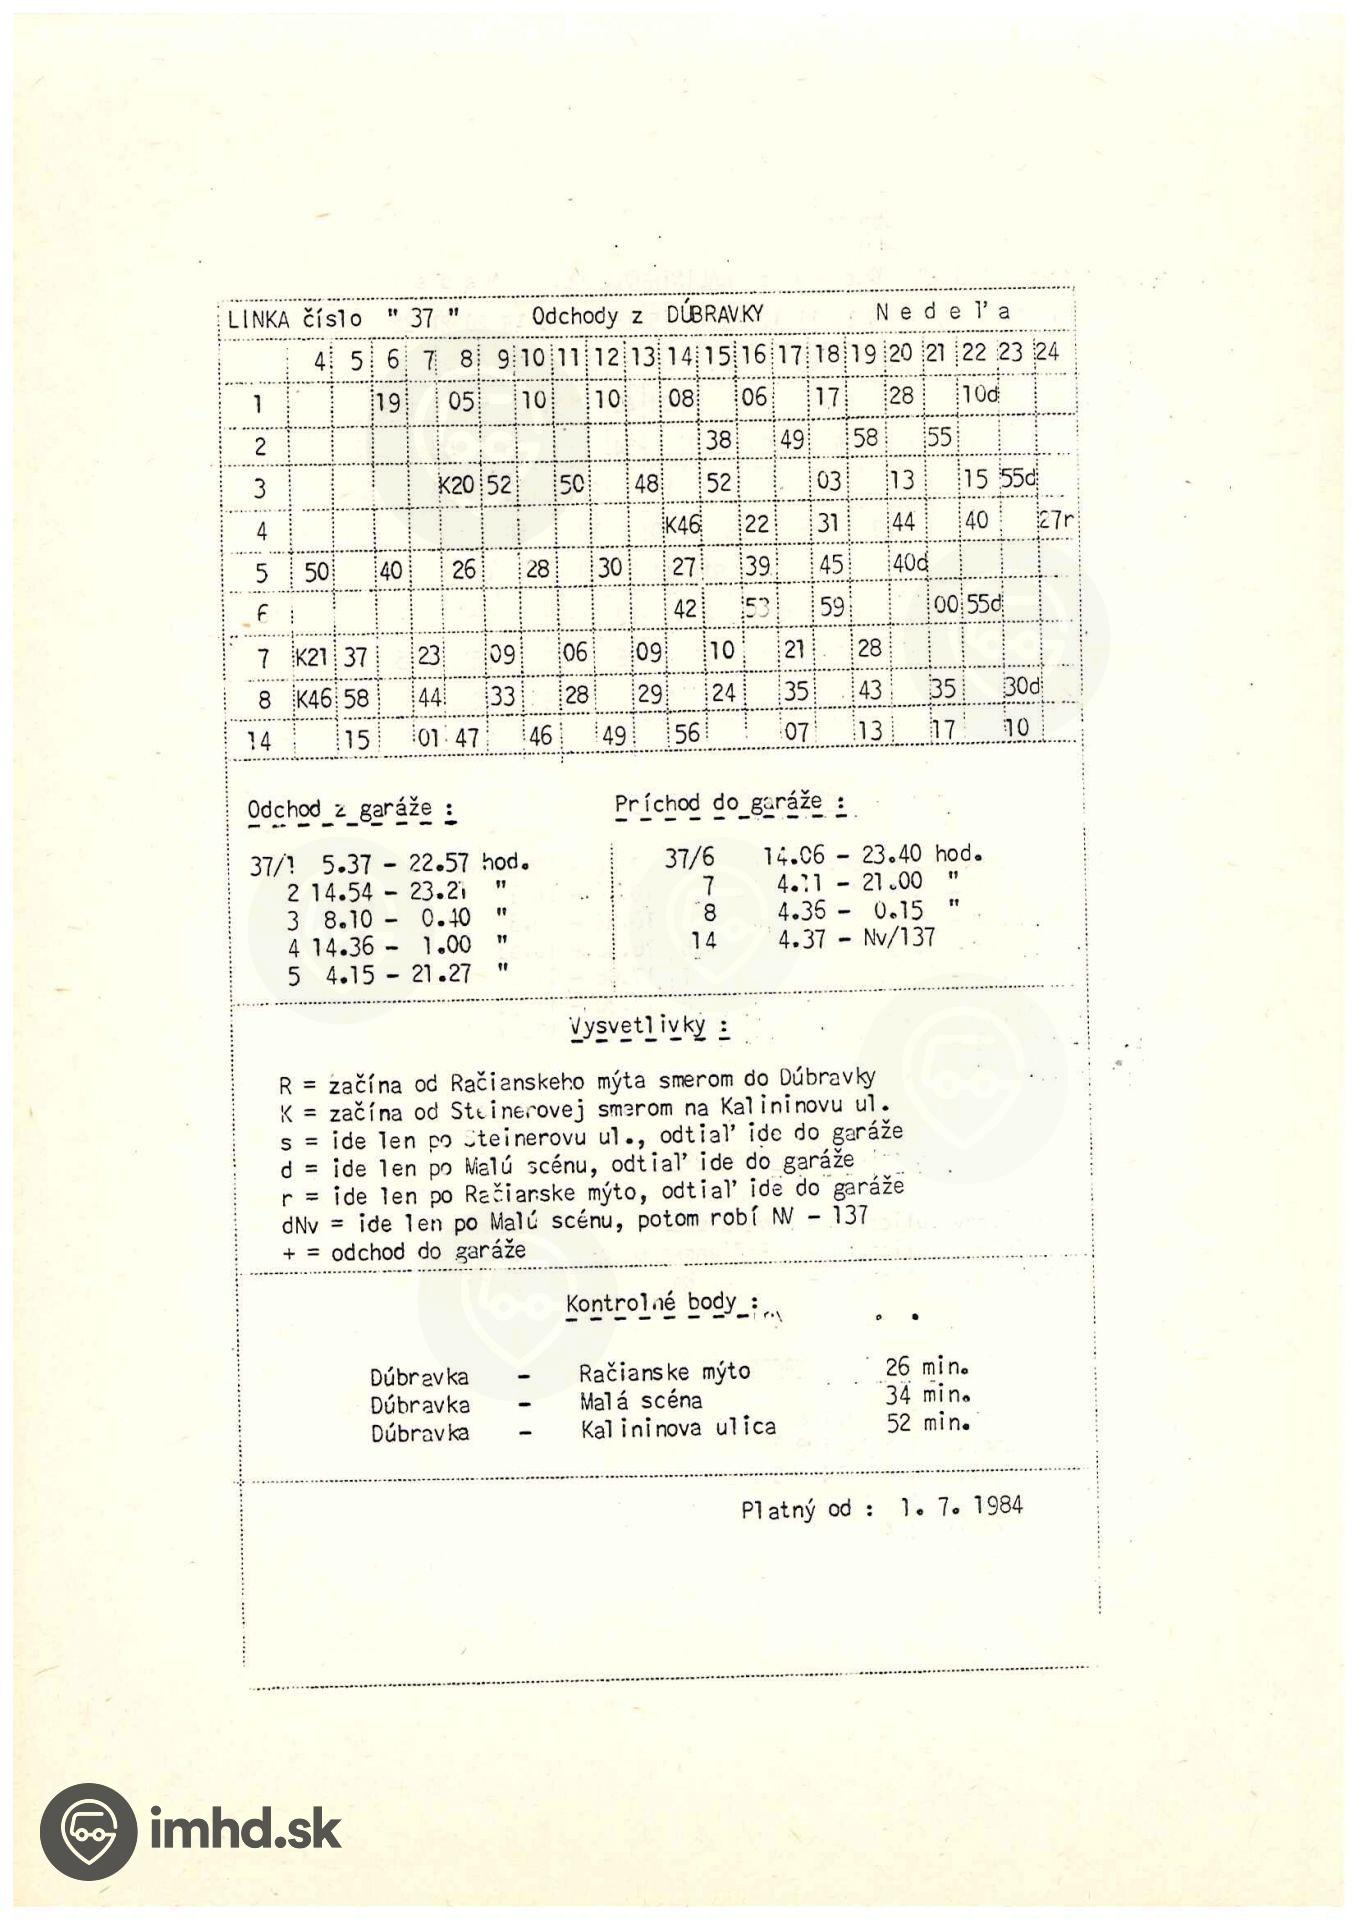 LINKA číslo " 37 " Odchody z DÚBRAVKY N e d e ľ a
4 5 6 7 8 9 10 11 12 13 14 15 16 17 18 19 20 21 22 23 24
1 19 05 10 10 08 06 17 28 10d
2 38 49 58 55
3 K20 52 50 48 52 03 13 15 55d
4 K46 22 31 44 40 27r
5 50 40 26 28 30 27 39 45 40d
6 42 53 59 00 55d
7 K21 37 23 09 06 09 10 21 28
8 K46 58 44 33 28 29 24 35 43 35 30d
14 15 01 47 46 49 56 07 13 17 10
Odchod z garáže : Príchod do garáže :
37/1 5.37 - 22.57 hod. 37/6 14.06 - 23.40 hod.
2 14.54 - 23.21 " 7 4.11 - 21.00 "
3 8.10 - 0.40 " 8 4.36 - 0.15 "
4 14.36 - 1.00 " 14 4.37 - Nv/137
5 4.15 - 21.27 "
Vysvetlivky :
R = začína od Račianskeho mýta smerom do Dúbravky
K = začína od Steinerovej smerom na Kalininovu ul.
s = ide len po Steinerovu ul., odtiaľ ide do garáže
d = ide len po Malú scénu, odtiaľ ide do garáže
r = ide len po Račianske mýto, odtiaľ ide do garáže
dNv = ide len po Malú scénu, potom robí NV - 137
+ = odchod do garáže
Kontrolné body :
Dúbravka - Račianske mýto 26 min.
Dúbravka - Malá scéna 34 min.
Dúbravka - Kalininova ulica 52 min.
Platný od : 1. 7. 1984
imhd.sk